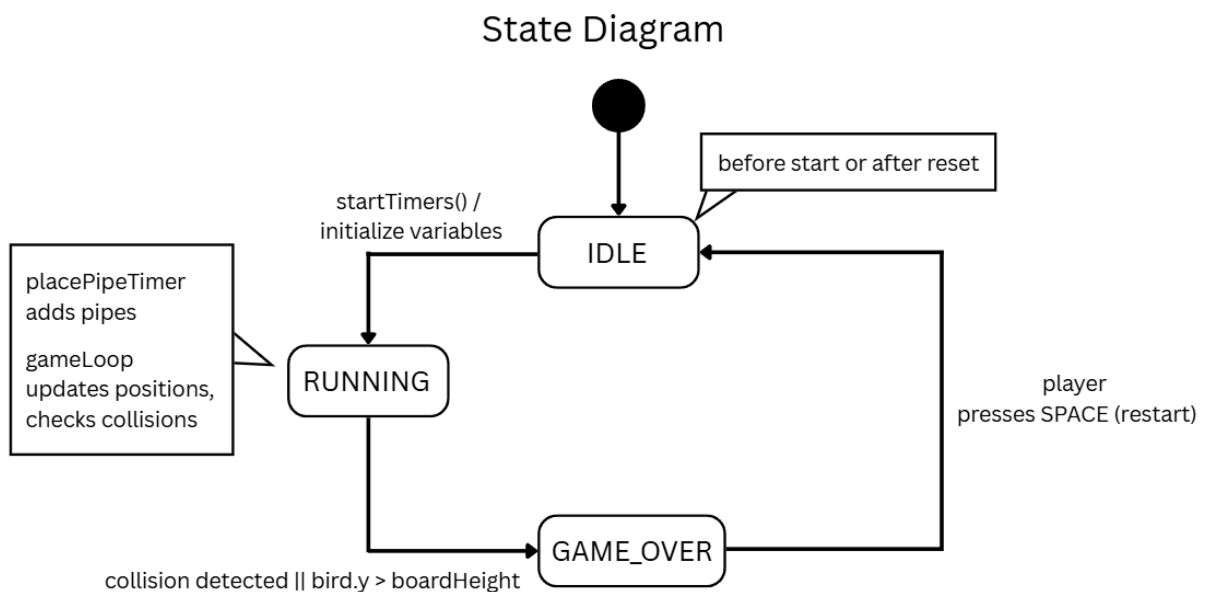 State Diagram
before start or after reset
startTimers() /
initialize variables
IDLE
placePipeTimer
adds pipes
gameLoop
updates positions,
checks collisions
RUNNING
player
presses SPACE (restart)
GAME_OVER
collision detected || bird.y > boardHeight